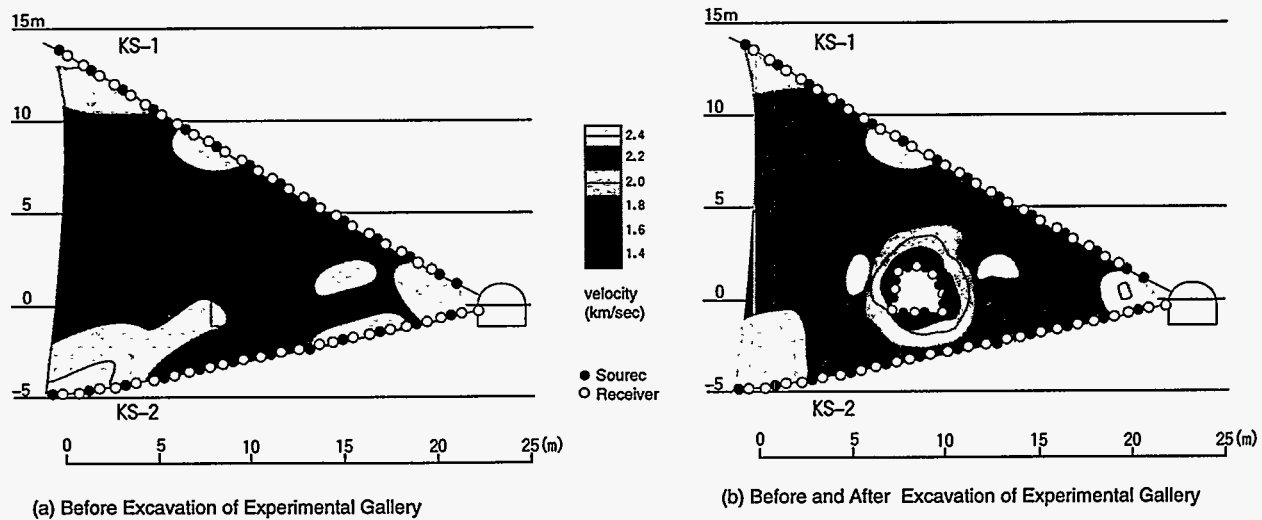 15m
KS-1
10
5
0
-5
KS-2
0 5 10 15 20 25 (m)
(a) Before Excavation of Experimental Gallery
2.4
2.2
2.0
1.8
1.6
1.4
velocity
(km/sec)
Sourec
Receiver
15m
KS-1
10
5
0
-5
KS-2
0 5 10 15 20 25 (m)
(b) Before and After Excavation of Experimental Gallery